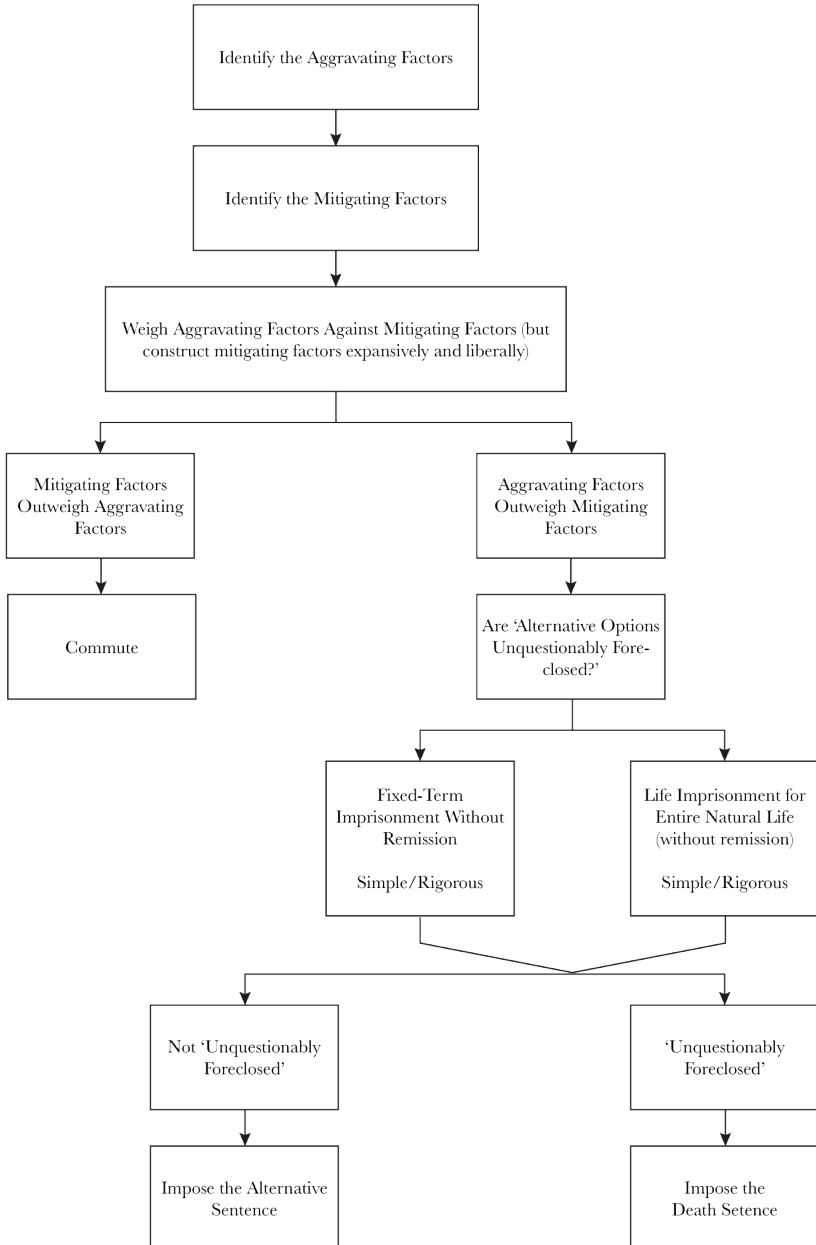 Identify the Aggravating Factors
Identify the Mitigating Factors
Weigh Aggravating Factors Against Mitigating Factors (but
construct mitigating factors expansively and liberally)
Mitigating Factors
Outweigh Aggravating
Factors
Aggravating Factors
Outweigh Mitigating
Factors
Commute
Are ‘Alternative Options
Unquestionably Fore-
closed?’
Fixed-Term
Imprisonment Without
Remission
Simple/Rigorous
Life Imprisonment for
Entire Natural Life
(without remission)
Simple/Rigorous
Not ‘Unquestionably
Foreclosed’
‘Unquestionably
Foreclosed’
Impose the Alternative
Sentence
Impose the
Death Setence